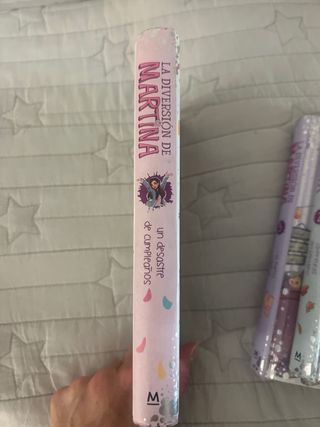 LA DIVERSIÓN DE
MARTINA
un desastre
de cumpleaños
M
M